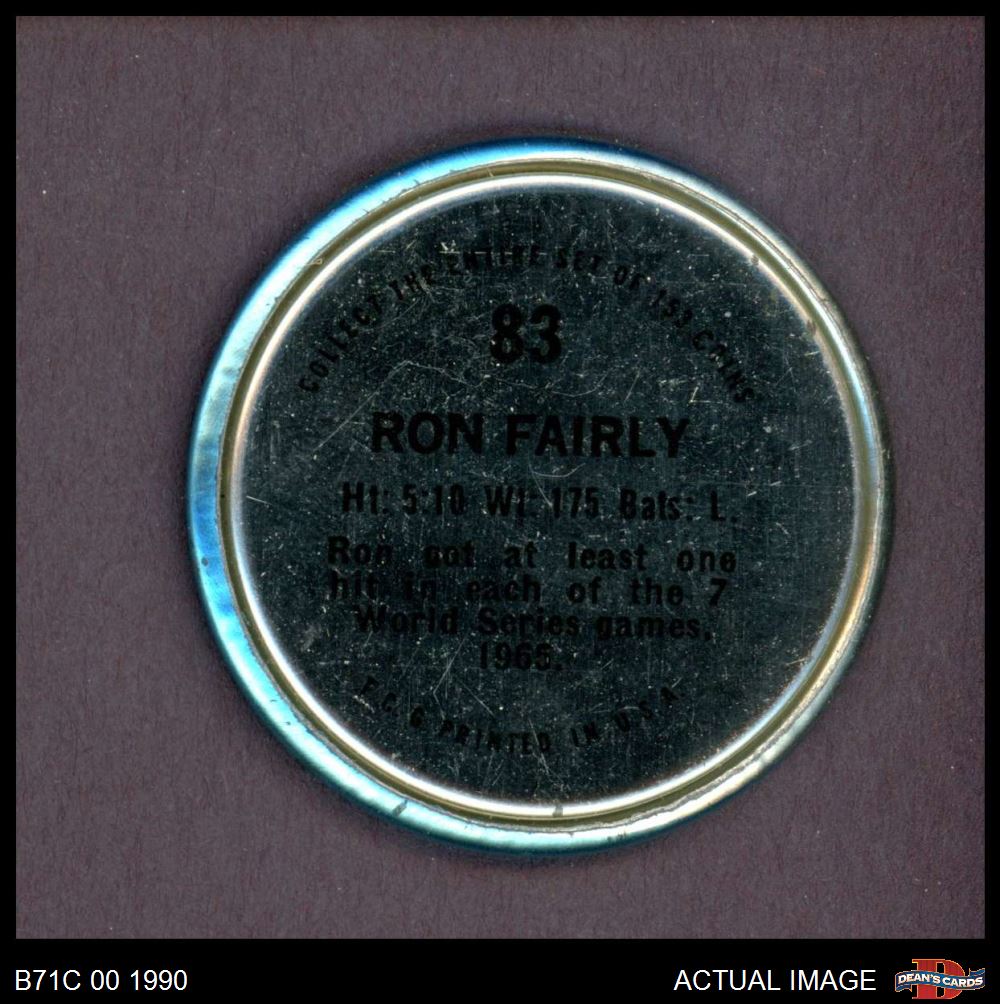 COLLECT THE ENTIRE SET OF 153 COINS
83
RON FAIRLY
Ht: 5:10 Wt: 175 Bats: L.
Ron got at least one
hit in each of the 7
World Series games,
1965.
T.C.G. PRINTED IN U.S.A.
B71C 00 1990
ACTUAL IMAGE
DEAN'S CARDS